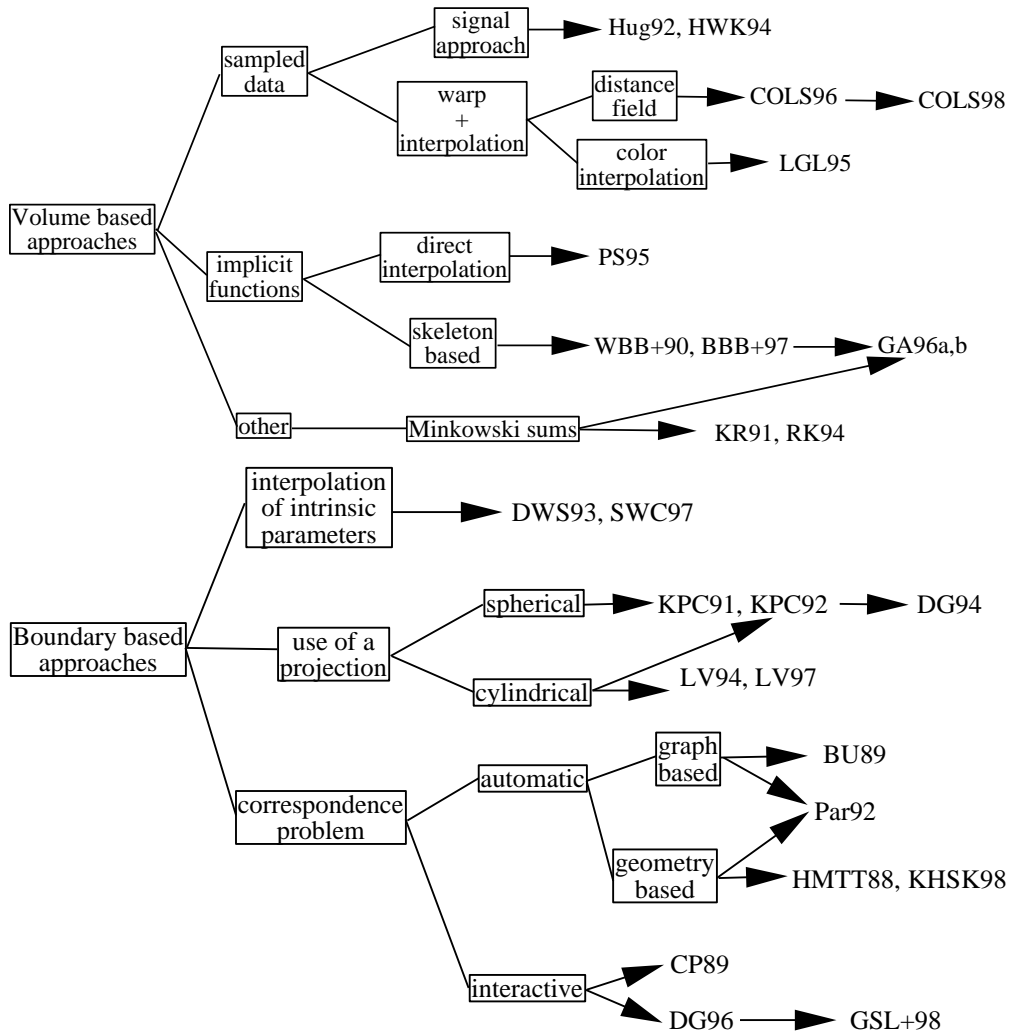 signal
approach
Hug92, HWK94
sampled
data
warp
+
interpolation
distance
field
COLS96
COLS98
color
interpolation
LGL95
Volume based
approaches
implicit
functions
direct
interpolation
PS95
skeleton
based
WBB+90, BBB+97
GA96a,b
other
Minkowski sums
KR91, RK94
interpolation
of intrinsic
parameters
DWS93, SWC97
Boundary based
approaches
use of a
projection
spherical
KPC91, KPC92
DG94
cylindrical
LV94, LV97
correspondence
problem
automatic
graph
based
BU89
Par92
geometry
based
HMTT88, KHSK98
interactive
CP89
DG96
GSL+98